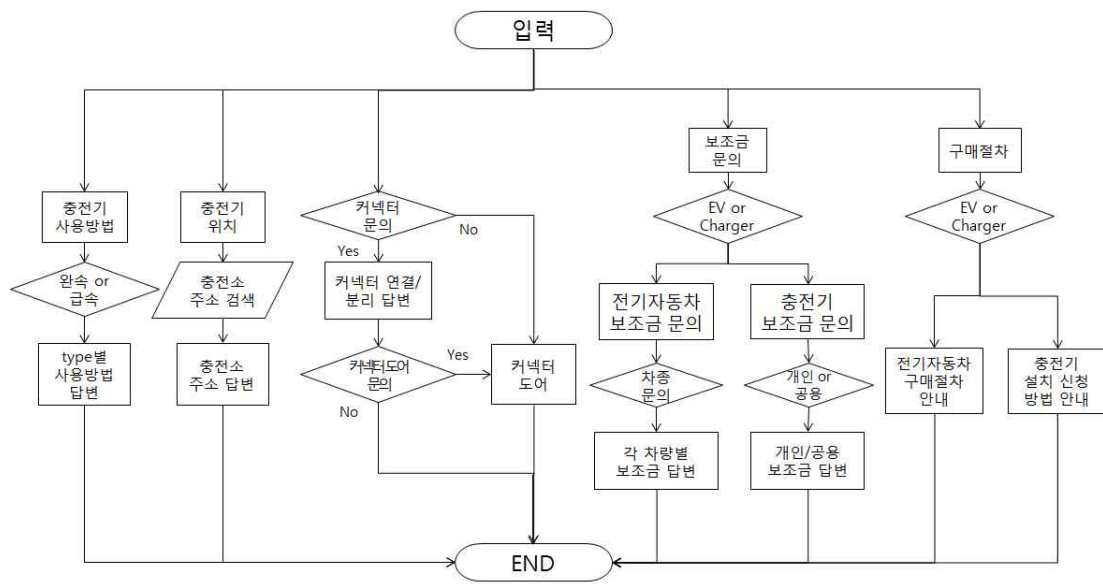 입력
충전기
사용방법
완속 or
급속
type별
사용방법
답변
충전기
위치
충전소
주소 검색
충전소
주소 답변
커넥터
문의
Yes
No
커넥터 연결/
분리 답변
커넥터도어
문의
Yes
No
커넥터
도어
보조금
문의
EV or
Charger
전기자동차
보조금 문의
차종
문의
각 차량별
보조금 답변
충전기
보조금 문의
개인 or
공용
개인/공용
보조금 답변
구매절차
EV or
Charger
전기자동차
구매절차
안내
충전기
설치 신청
방법 안내
END